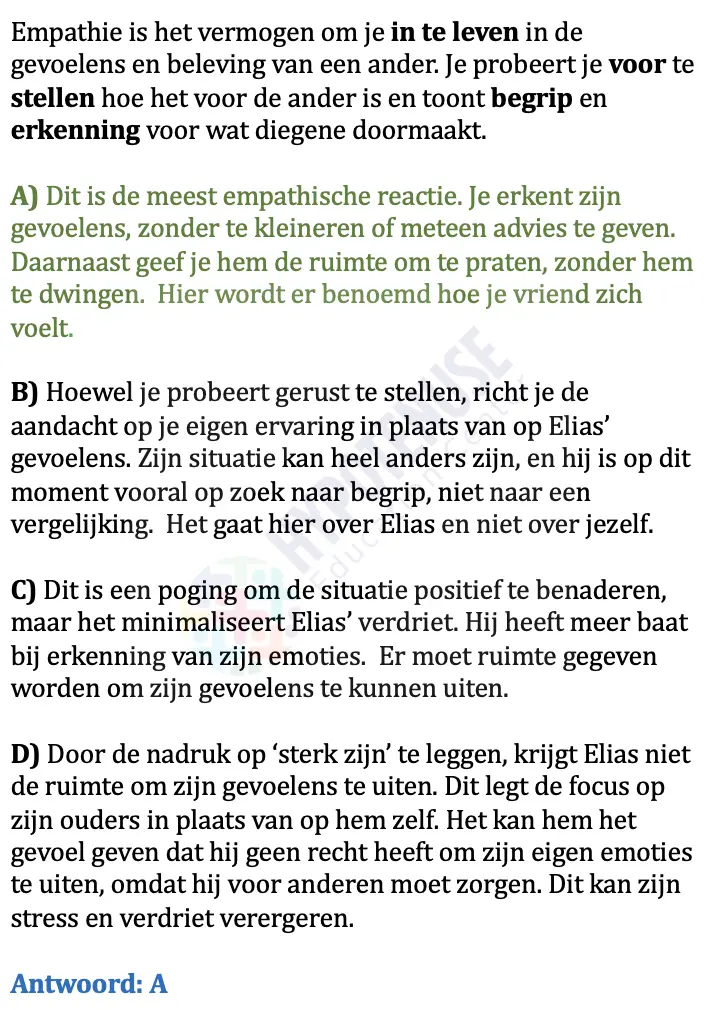 Empathie is het vermogen om je in te leven in de
gevoelens en beleving van een ander. Je probeert je voor te
stellen hoe het voor de ander is en toont begrip en
erkenning voor wat diegene doormaakt.
A) Dit is de meest empathische reactie. Je erkent zijn
gevoelens, zonder te kleineren of meteen advies te geven.
Daarnaast geef je hem de ruimte om te praten, zonder hem
te dwingen.  Hier wordt er benoemd hoe je vriend zich
voelt.
B) Hoewel je probeert gerust te stellen, richt je de
aandacht op je eigen ervaring in plaats van op Elias’
gevoelens. Zijn situatie kan heel anders zijn, en hij is op dit
moment vooral op zoek naar begrip, niet naar een
vergelijking.  Het gaat hier over Elias en niet over jezelf.
C) Dit is een poging om de situatie positief te benaderen,
maar het minimaliseert Elias’ verdriet. Hij heeft meer baat
bij erkenning van zijn emoties.  Er moet ruimte gegeven
worden om zijn gevoelens te kunnen uiten.
D) Door de nadruk op ‘sterk zijn’ te leggen, krijgt Elias niet
de ruimte om zijn gevoelens te uiten. Dit legt de focus op
zijn ouders in plaats van op hem zelf. Het kan hem het
gevoel geven dat hij geen recht heeft om zijn eigen emoties
te uiten, omdat hij voor anderen moet zorgen. Dit kan zijn
stress en verdriet verergeren.
Antwoord: A
HYPOTENUSE